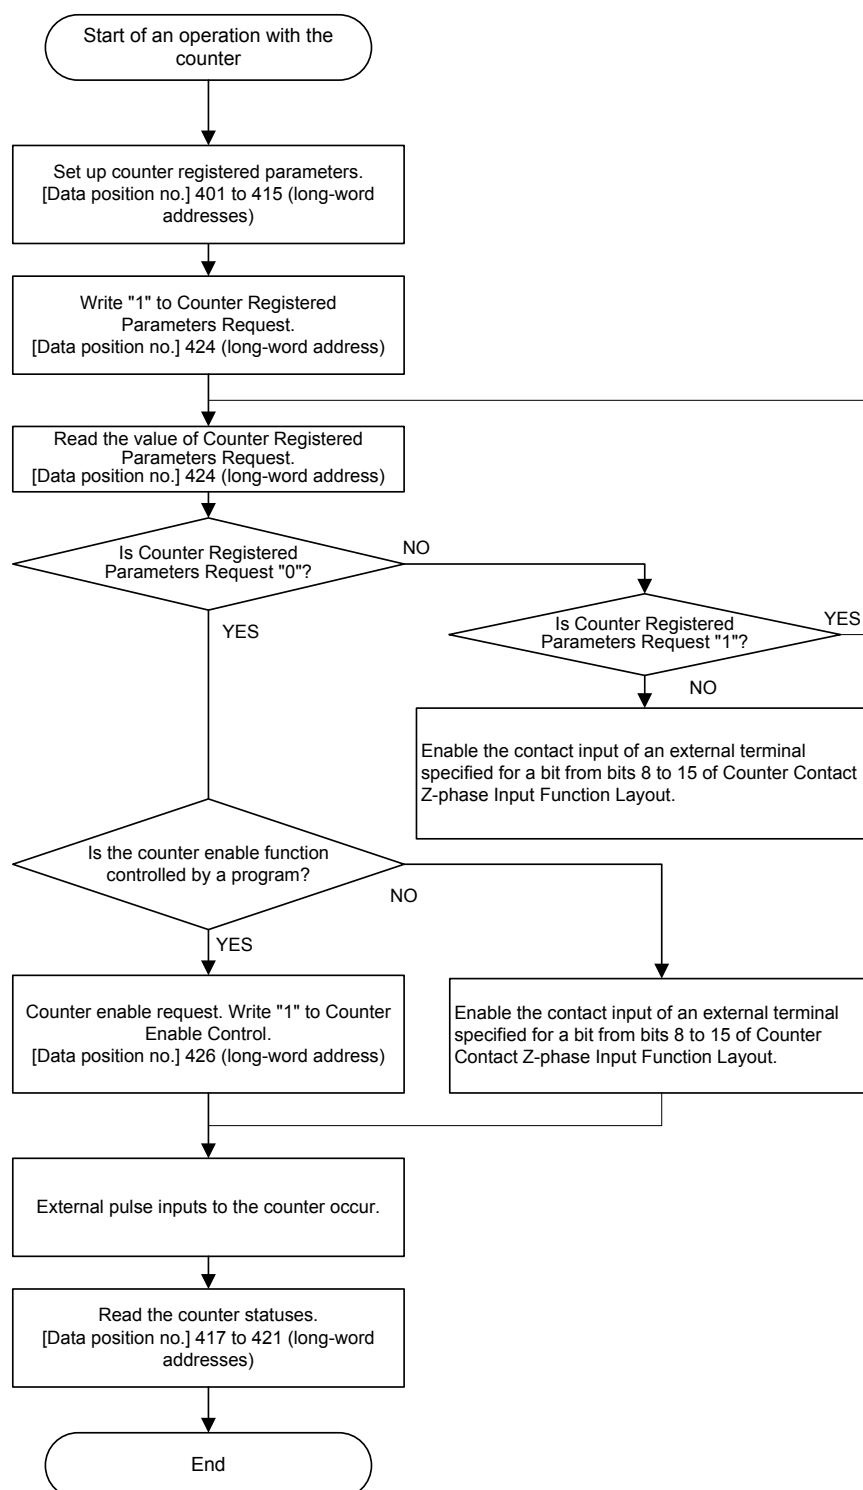 Start of an operation with the
counter
Set up counter registered parameters.
[Data position no.] 401 to 415 (long-word
addresses)
Write "1" to Counter Registered
Parameters Request.
[Data position no.] 424 (long-word address)
Read the value of Counter Registered
Parameters Request.
[Data position no.] 424 (long-word address)
Is Counter Registered
Parameters Request "0"?
NO
YES
Is Counter Registered
Parameters Request "1"?
YES
NO
Enable the contact input of an external terminal
specified for a bit from bits 8 to 15 of Counter Contact
Z-phase Input Function Layout.
Is the counter enable function
controlled by a program?
NO
YES
Counter enable request. Write "1" to Counter
Enable Control.
[Data position no.] 426 (long-word address)
Enable the contact input of an external terminal
specified for a bit from bits 8 to 15 of Counter
Contact Z-phase Input Function Layout.
External pulse inputs to the counter occur.
Read the counter statuses.
[Data position no.] 417 to 421 (long-word
addresses)
End